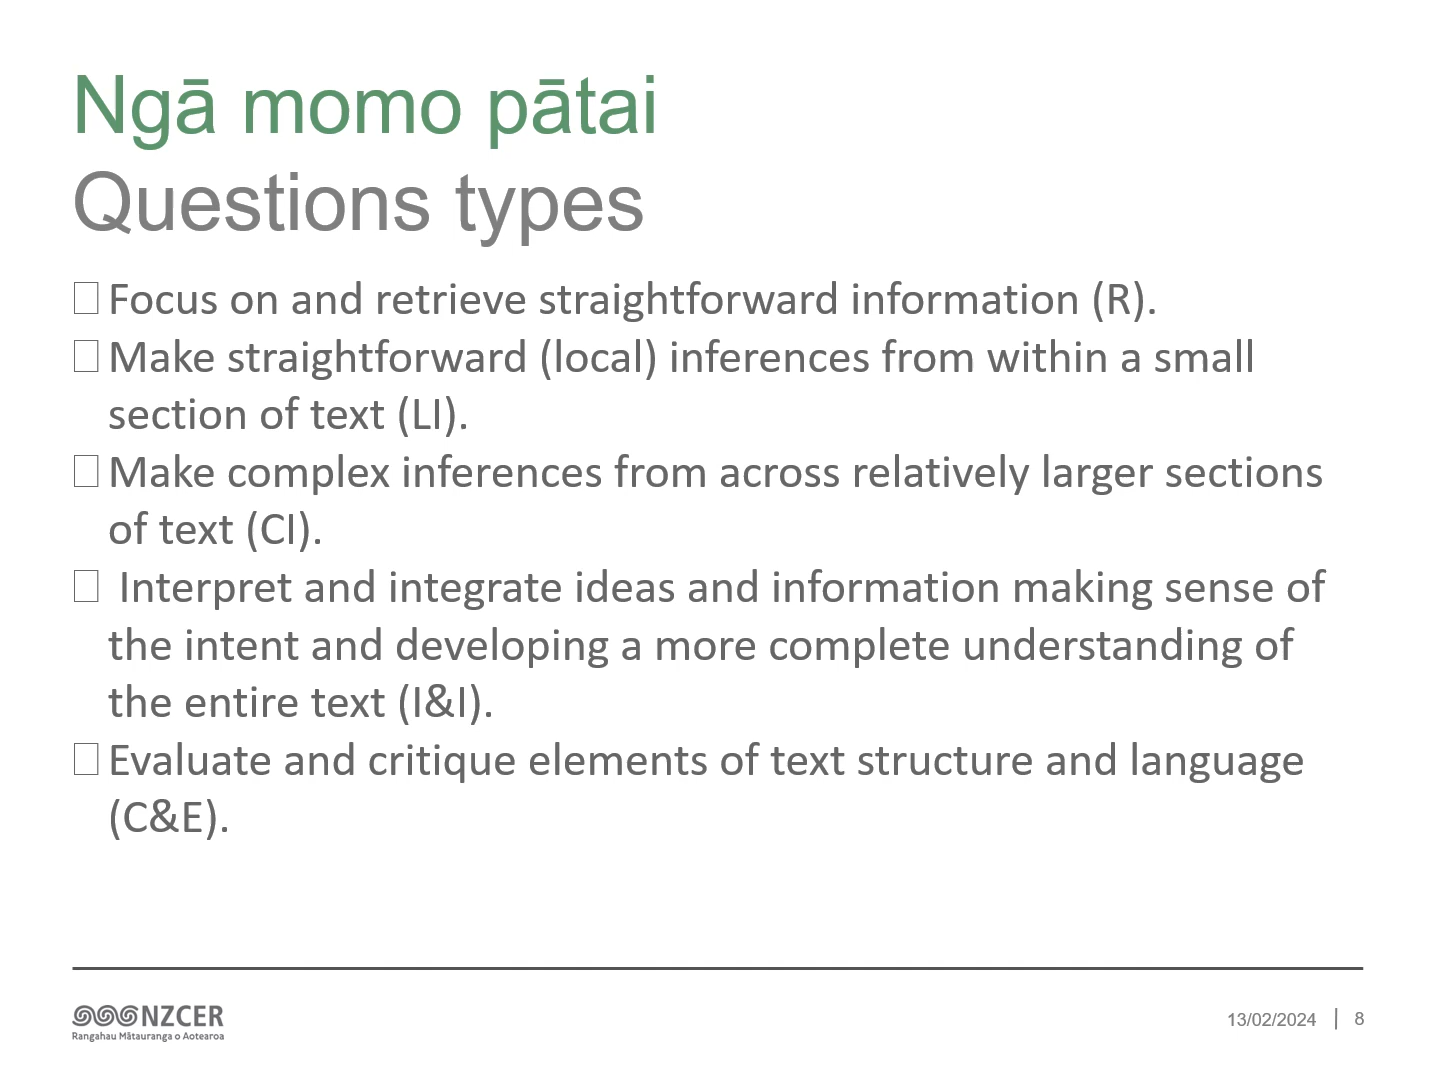 Ngā momo pātai
Questions types
Focus on and retrieve straightforward information (R).
Make straightforward (local) inferences from within a small
section of text (LI).
Make complex inferences from across relatively larger sections
of text (CI).
Interpret and integrate ideas and information making sense of
the intent and developing a more complete understanding of
the entire text (I&I).
Evaluate and critique elements of text structure and language
(C&E).
NZCER
Rangahau Mātauranga o Aotearoa
13/02/2024 | 8